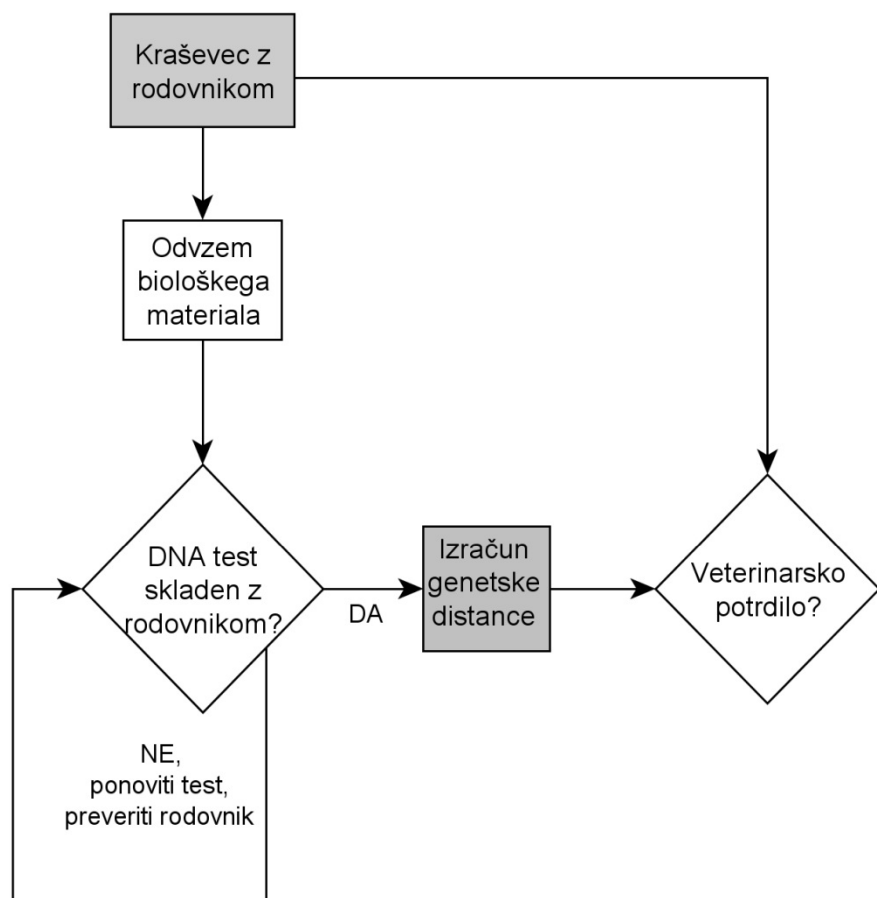 Kraševec z
rodovnikom
Odvzem
biološkega
materiala
DNA test
skladen z
rodovnikom?
DA
Izračun
genetske
distance
Veterinarsko
potrdilo?
NE,
ponoviti test,
preveriti rodovnik